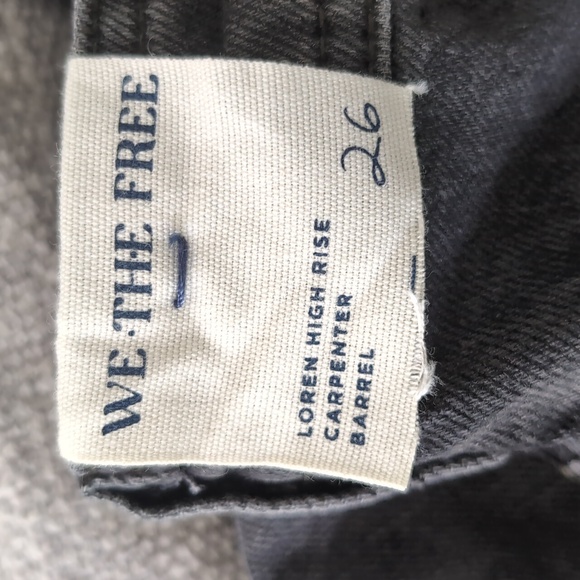 WE THE FREE
LOREN HIGH RISE
CARPENTER
BARREL
26